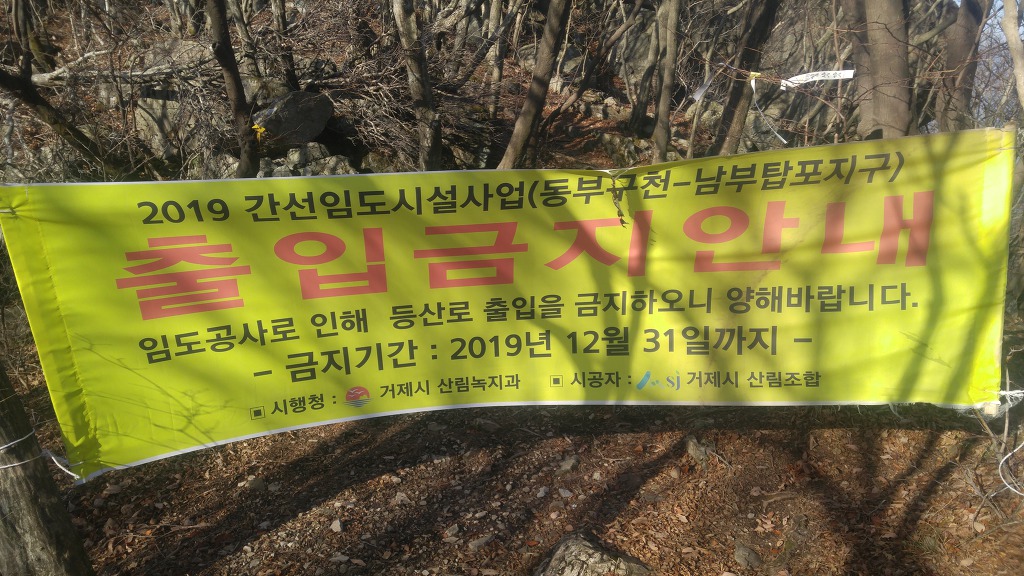 2019 간선임도시설사업(동부구천-남부탑포지구)
출입금지안내
임도공사로 인해 등산로 출입을 금지하오니 양해바랍니다.
- 금지기간 : 2019년 12월 31일까지 -
▣ 시행청 : 거제시 산림녹지과 ▣ 시공자 : sj 거제시 산림조합